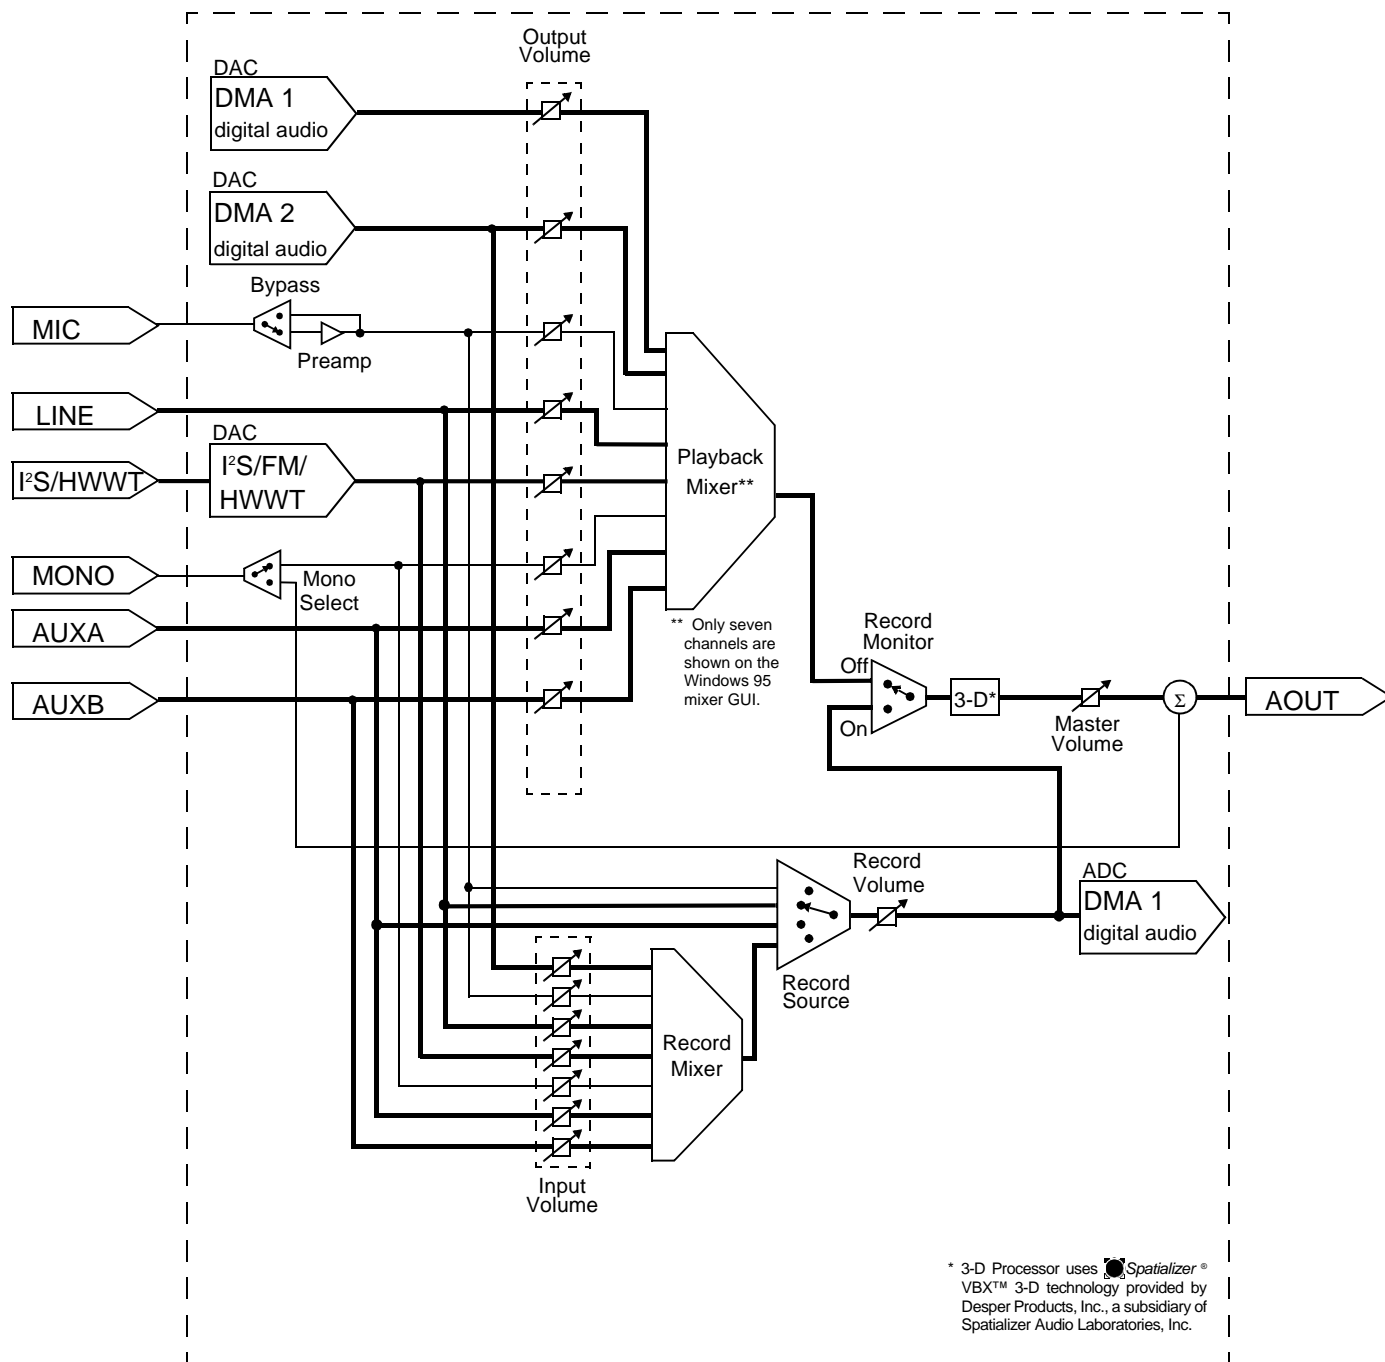 Output
Volume
DAC
DMA 1
digital audio
DAC
DMA 2
digital audio
Bypass
MIC
Preamp
LINE
DAC
I²S/HWWT
I²S/FM/
HWWT
Playback
Mixer**
MONO
Mono
Select
AUXA
AUXB
** Only seven
channels are
shown on the
Windows 95
mixer GUI.
Record
Monitor
Off
On
3-D*
Master
Volume
Σ
AOUT
Record
Volume
ADC
DMA 1
digital audio
Record
Source
Record
Mixer
Input
Volume
* 3-D Processor uses Spatializer ®
VBX™ 3-D technology provided by
Desper Products, Inc., a subsidiary of
Spatializer Audio Laboratories, Inc.